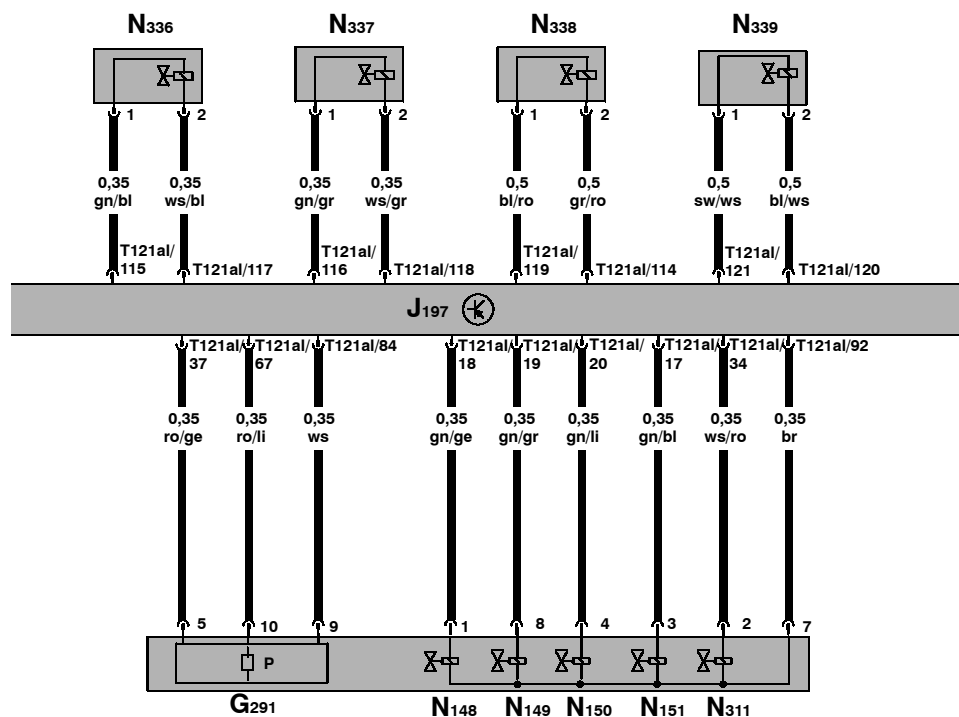 N336 N337 N338 N339
1 2 1 2 1 2 1 2
0,35 0,35 0,35 0,35 0,5 0,5 0,5 0,5
gn/bl ws/bl gn/gr ws/gr bl/ro gr/ro sw/ws bl/ws
T121al/ T121al/ T121al/ T121al/
115 T121al/117 116 T121al/118 119 T121al/114 121 T121al/120
J197
T121al/ T121al/ T121al/84 T121al/ T121al/ T121al/ T121al/ T121al/ T121al/92
37 67 18 19 20 17 34
0,35 0,35 0,35 0,35 0,35 0,35 0,35 0,35 0,35
ro/ge ro/li ws gn/ge gn/gr gn/li gn/bl ws/ro br
5 10 9 1 8 4 3 2 7
P
G291 N148 N149 N150 N151 N311